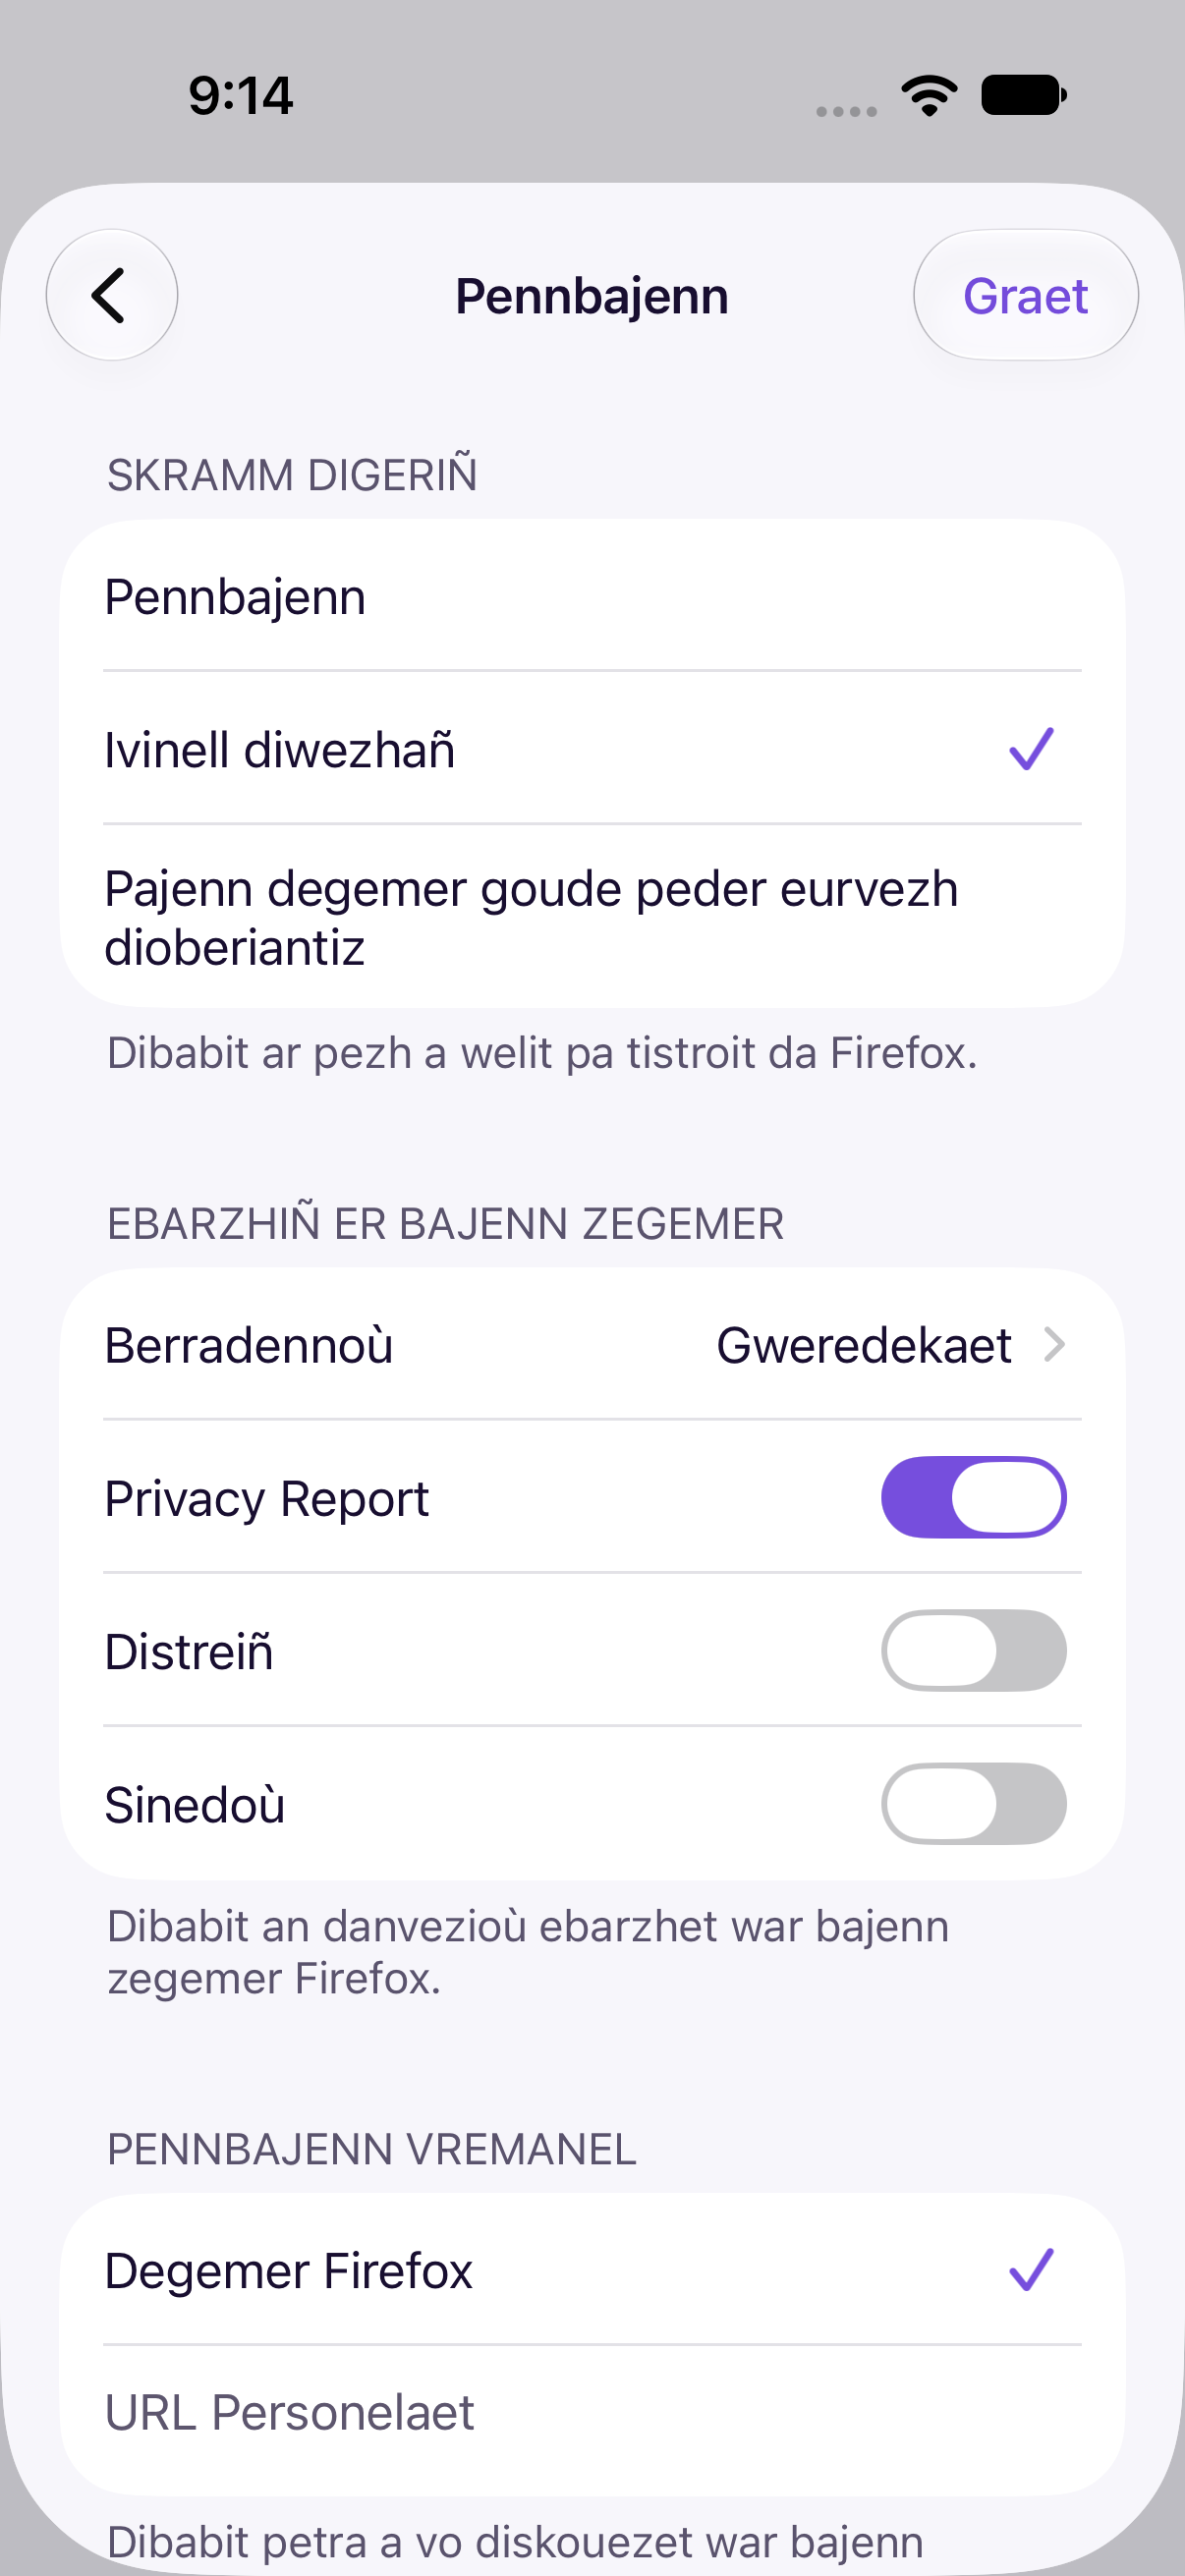 9:14
Pennbajenn
Graet
SKRAMM DIGERIÑ
Pennbajenn
Ivinell diwezhañ
Pajenn degemer goude peder eurvezh
dioberiantiz
Dibabit ar pezh a welit pa tistroit da Firefox.
EBARZHIÑ ER BAJENN ZEGEMER
Berradennoù Gweredekaet
Privacy Report
Distreiñ
Sinedoù
Dibabit an danvezioù ebarzhet war bajenn
zegemer Firefox.
PENNBAJENN VREMANEL
Degemer Firefox
URL Personelaet
Dibabit petra a vo diskouezet war bajenn